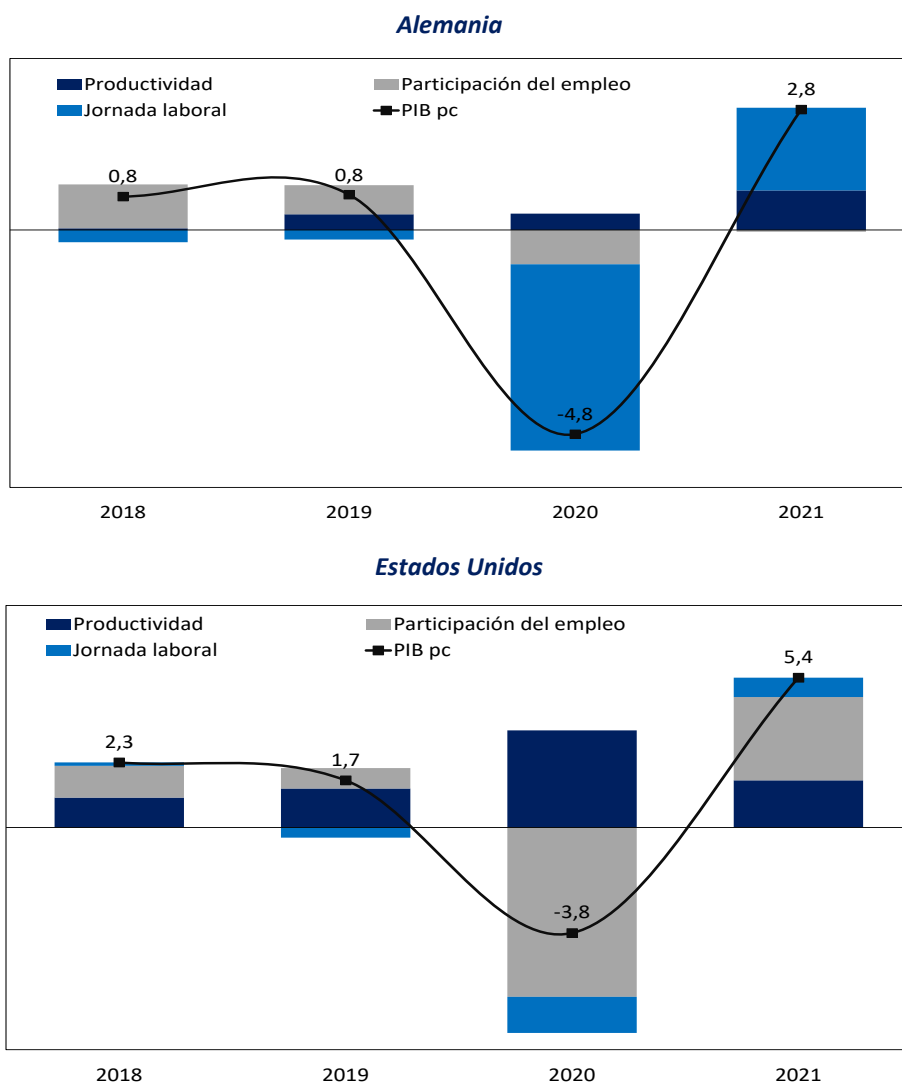 Alemania
Productividad Participación del empleo
Jornada laboral PIB pc
0,8 0,8 -4,8 2,8
2018 2019 2020 2021
Estados Unidos
Productividad Participación del empleo
Jornada laboral PIB pc
2,3 1,7 -3,8 5,4
2018 2019 2020 2021